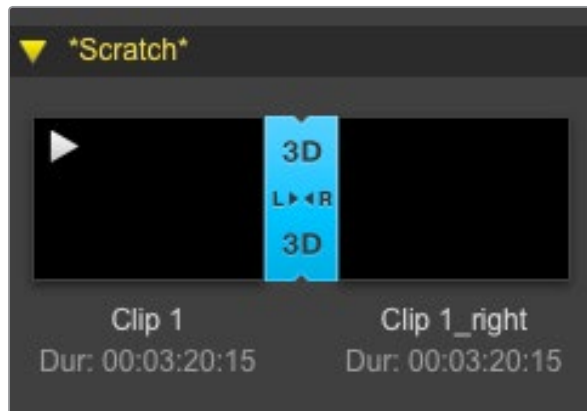 *Scratch*
3D
L R
3D
Clip 1
Clip 1_right
Dur: 00:03:20:15
Dur: 00:03:20:15